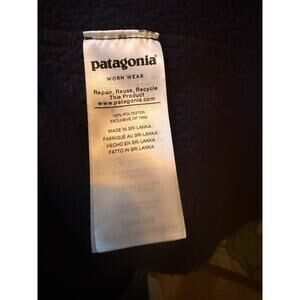 patagonia®
WORN WEAR
Repair, Reuse, Recycle
This Product
www.patagonia.com
100% POLYESTER
EXCLUSIVE OF TRIM
MADE IN SRI LANKA
FABRIQUÉ AU SRI LANKA
HECHO EN SRI LANKA
FATTO IN SRI LANKA